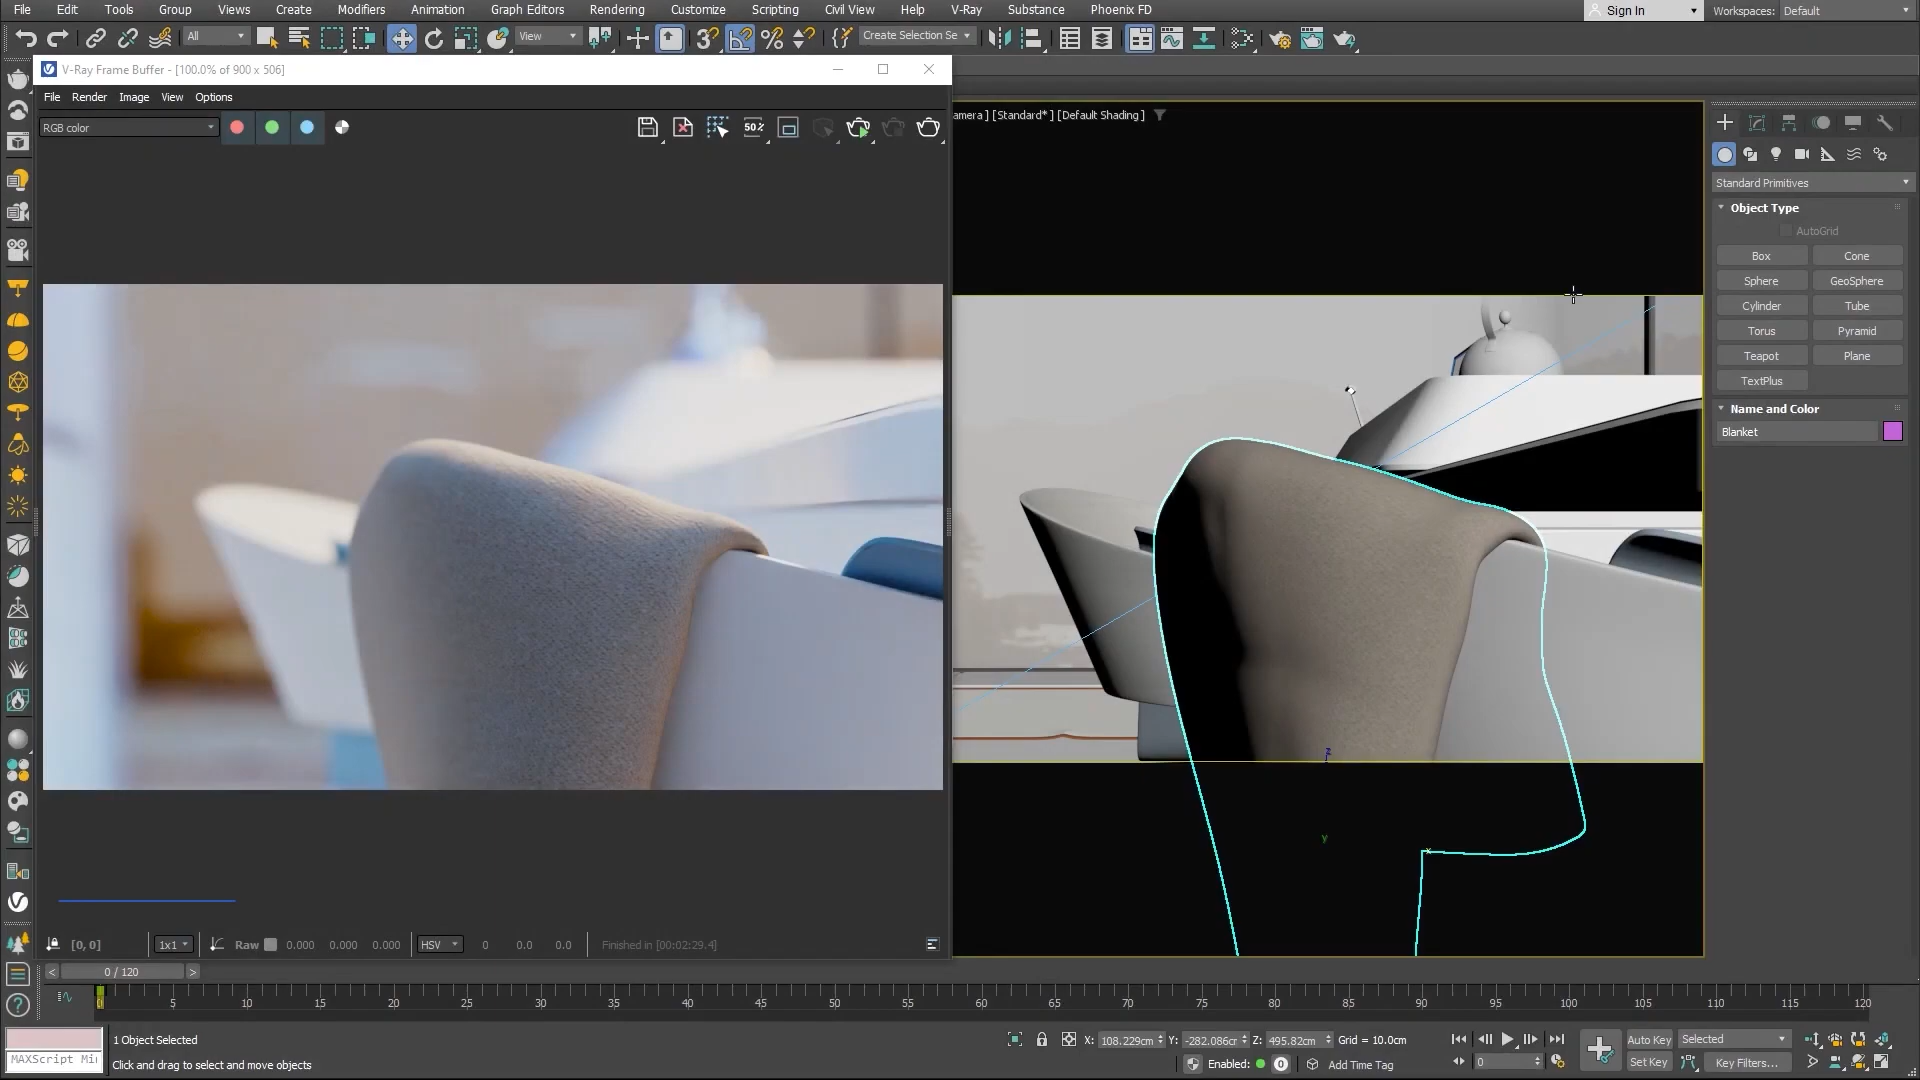 File Edit Tools Group Views Create Modifiers Animation Graph Editors Rendering Customize Scripting Civil View Help V-Ray Substance Phoenix FD Sign In Workspaces: Default
All View Create Selection Se
V-Ray Frame Buffer - [100.0% of 900 x 506]
File Render Image View Options
RGB color 50%
amera ] [Standard* ] [Default Shading ]
Standard Primitives
Object Type
AutoGrid
Box Cone
Sphere GeoSphere
Cylinder Tube
Torus Pyramid
Teapot Plane
TextPlus
Name and Color
Blanket
z
y
x
[0, 0] 1x1 Raw 0.000 0.000 0.000 HSV 0 0.0 0.0 Finished in [00:02:29.4]
< 0 / 120 >
0 5 10 15 20 25 30 35 40 45 50 55 60 65 70 75 80 85 90 95 100 105 110 115 120
1 Object Selected X: 108.229cm Y: -282.086cr Z: 495.82cm Grid = 10.0cm Auto Key Selected
MAXScript Mi Click and drag to select and move objects Enabled: 0 Add Time Tag 0 Set Key Key Filters...